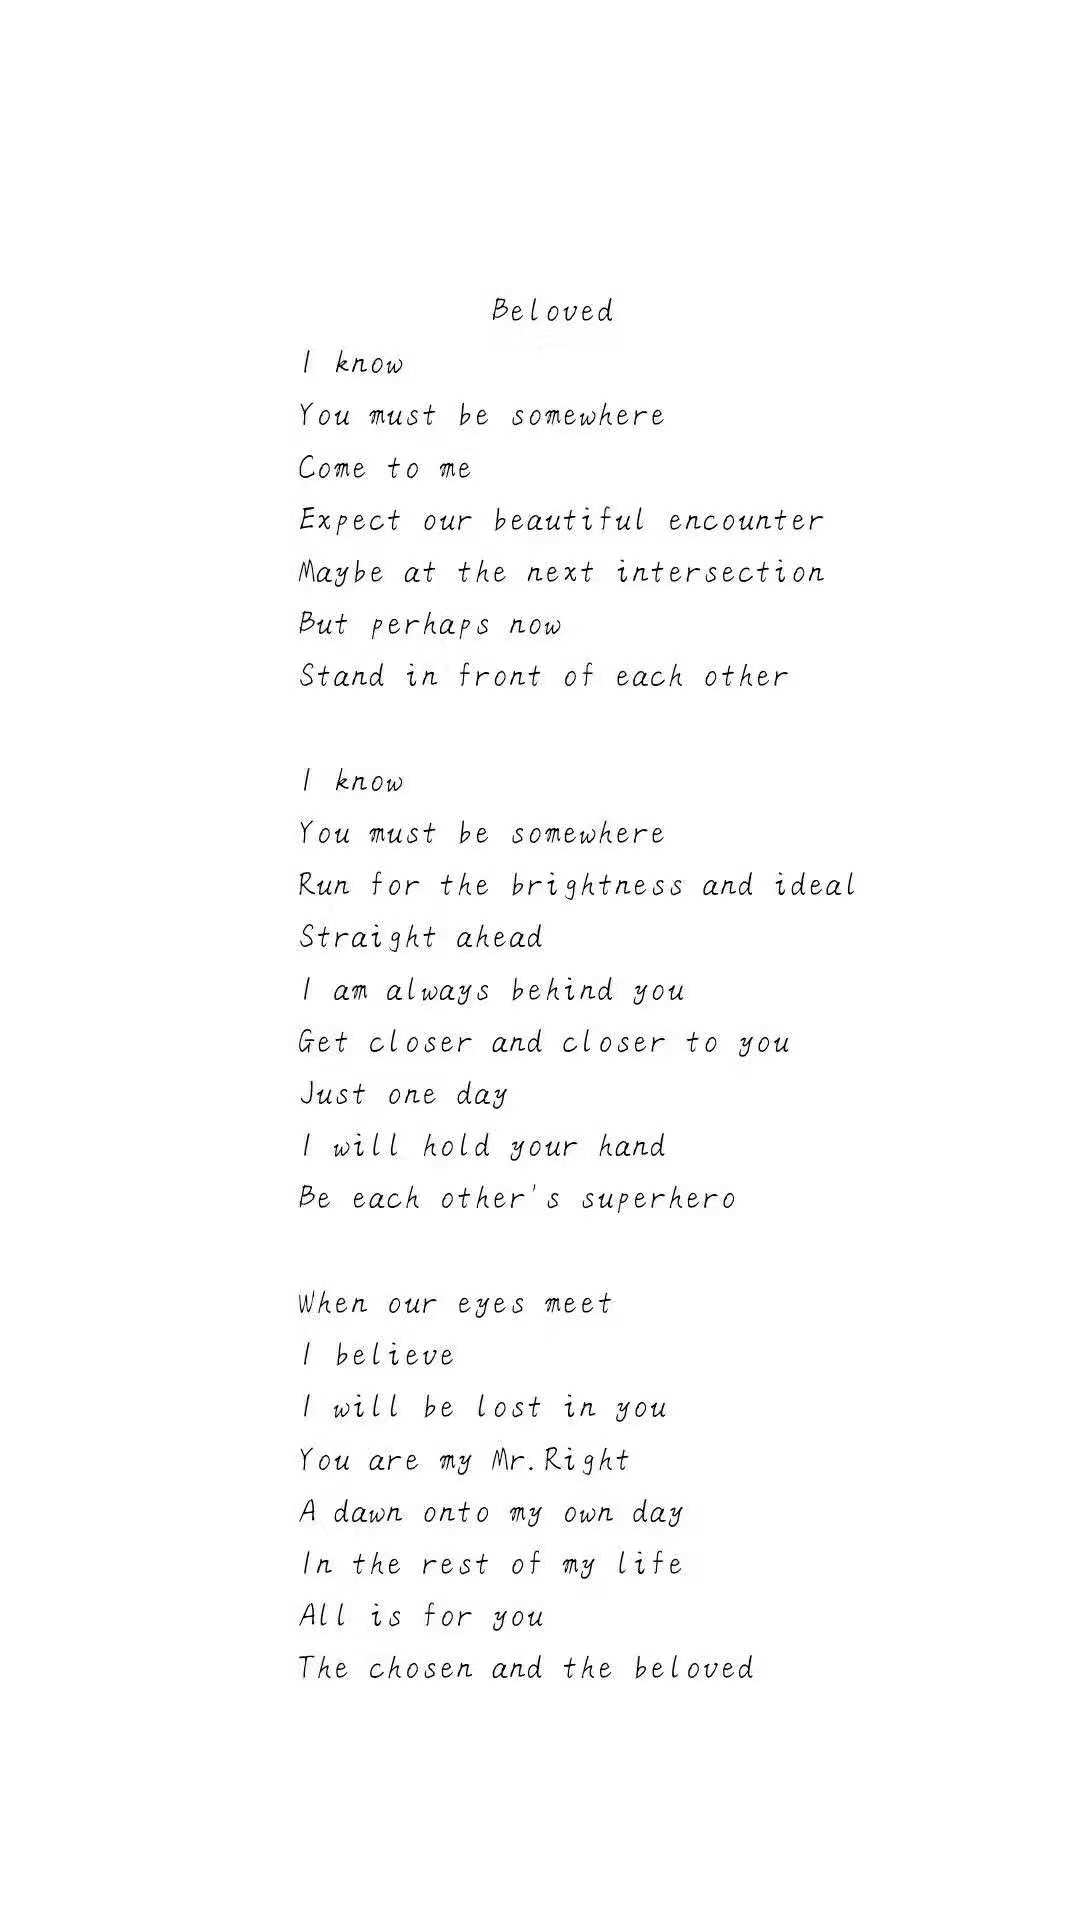 Beloved
I know
You must be somewhere
Come to me
Expect our beautiful encounter
Maybe at the next intersection
But perhaps now
Stand in front of each other
I know
You must be somewhere
Run for the brightness and ideal
Straight ahead
I am always behind you
Get closer and closer to you
Just one day
I will hold your hand
Be each other's superhero
When our eyes meet
I believe
I will be lost in you
You are my Mr.Right
A dawn onto my own day
In the rest of my life
All is for you
The chosen and the beloved